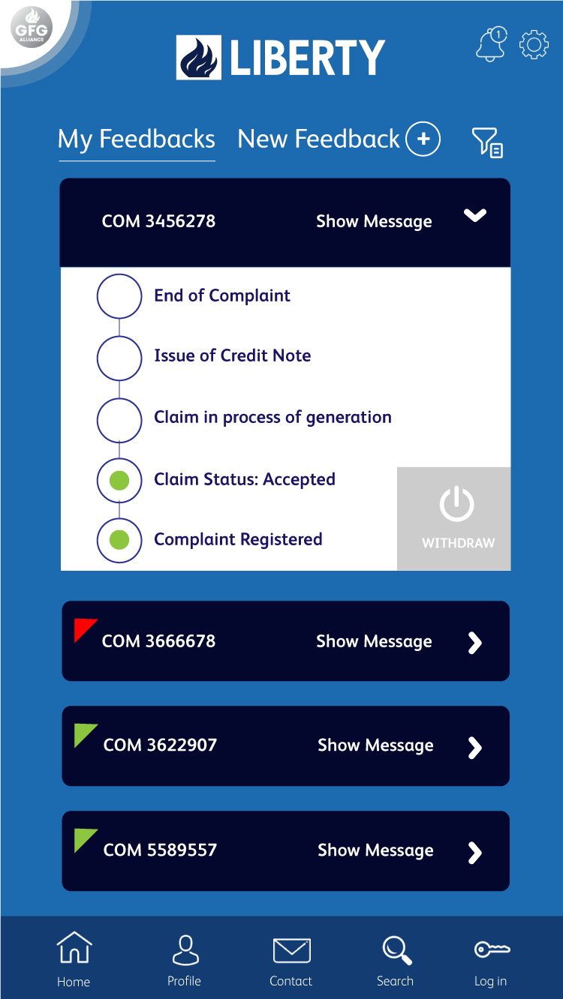 GFG
ALLIANCE
LIBERTY
1
My Feedbacks New Feedback +
COM 3456278 Show Message
End of Complaint
Issue of Credit Note
Claim in process of generation
Claim Status: Accepted
Complaint Registered
WITHDRAW
COM 3666678 Show Message
COM 3622907 Show Message
COM 5589557 Show Message
Home Profile Contact Search Log in